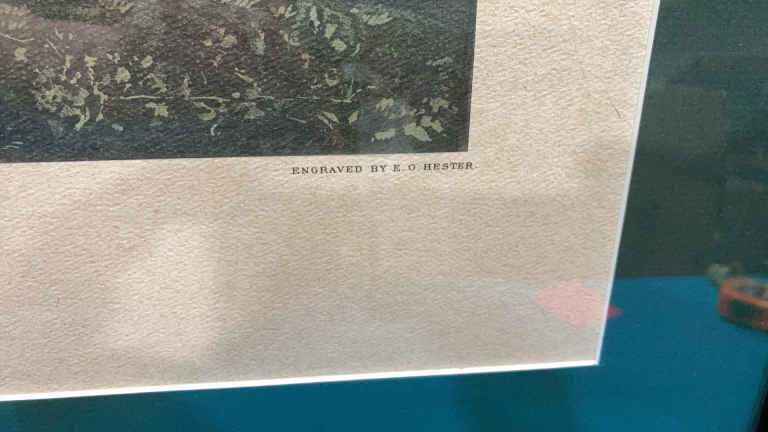 ENGRAVED BY E. O HESTER.